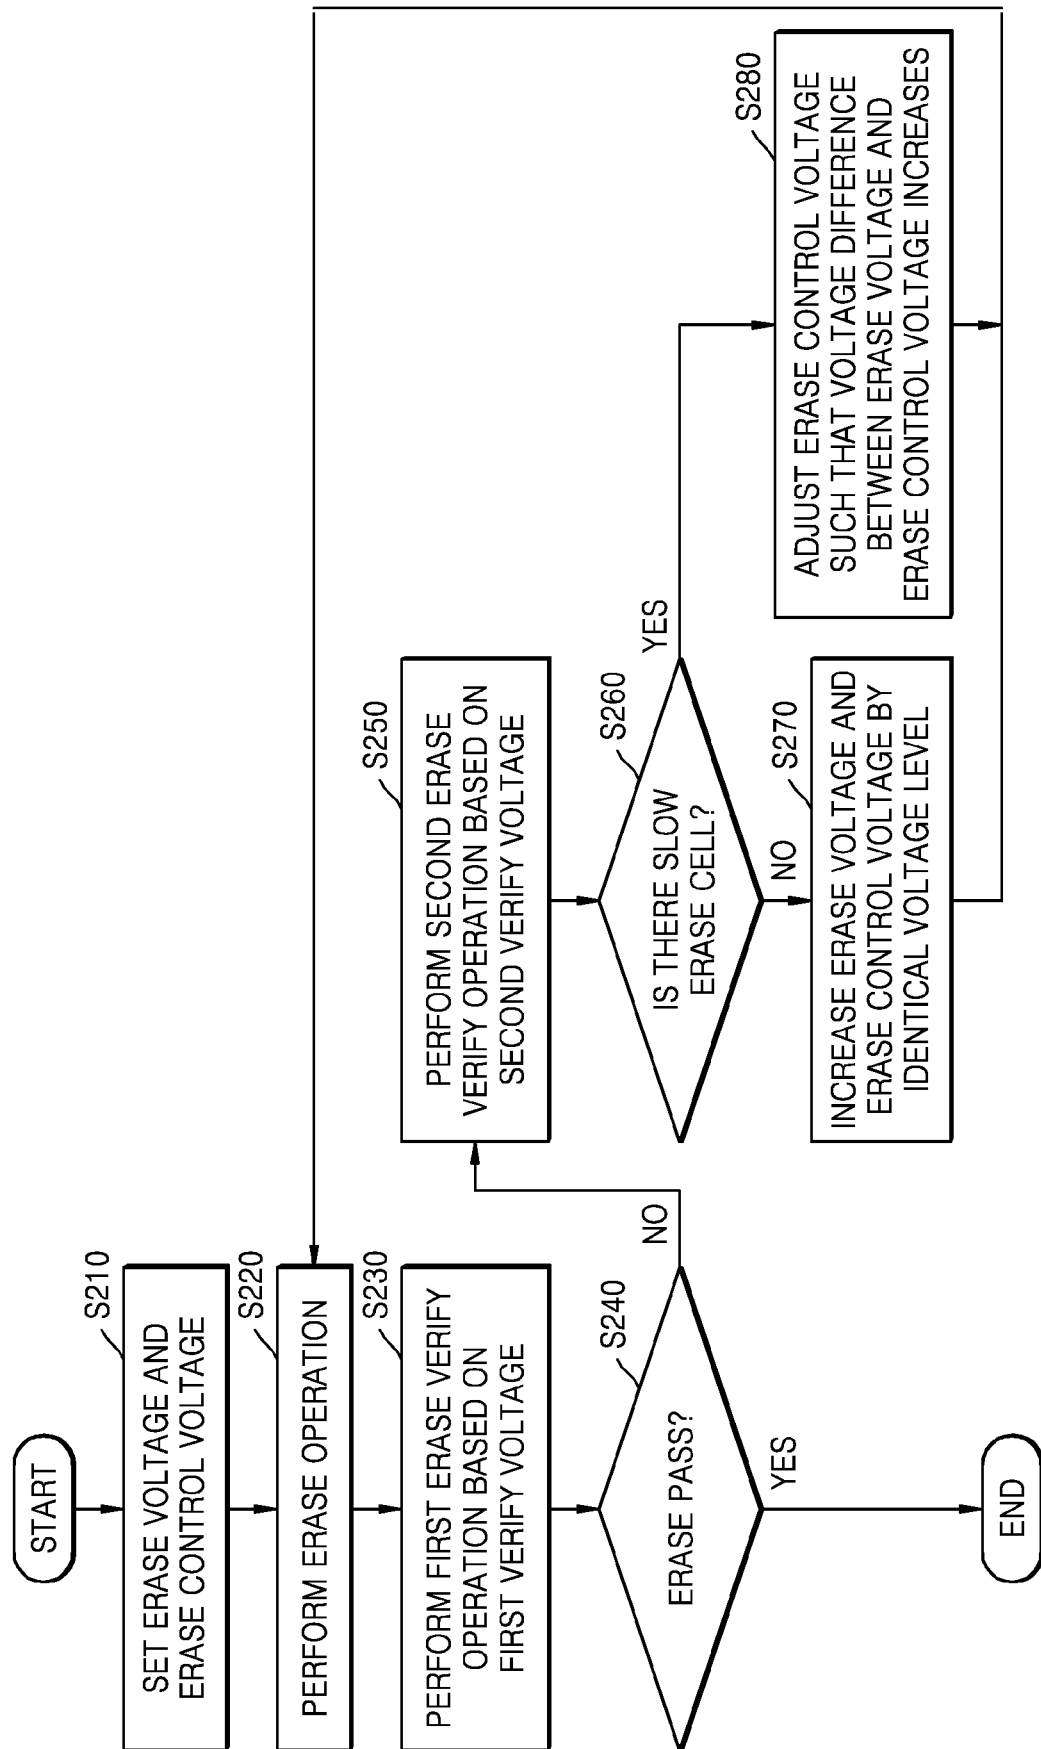 START
S210
SET ERASE VOLTAGE AND
ERASE CONTROL VOLTAGE
S220
PERFORM ERASE OPERATION
S230
PERFORM FIRST ERASE VERIFY
OPERATION BASED ON
FIRST VERIFY VOLTAGE
S240
ERASE PASS?
NO
YES
END
S250
PERFORM SECOND ERASE
VERIFY OPERATION BASED ON
SECOND VERIFY VOLTAGE
S260
IS THERE SLOW
ERASE CELL?
YES
NO
S270
INCREASE ERASE VOLTAGE AND
ERASE CONTROL VOLTAGE BY
IDENTICAL VOLTAGE LEVEL
S280
ADJUST ERASE CONTROL VOLTAGE
SUCH THAT VOLTAGE DIFFERENCE
BETWEEN ERASE VOLTAGE AND
ERASE CONTROL VOLTAGE INCREASES